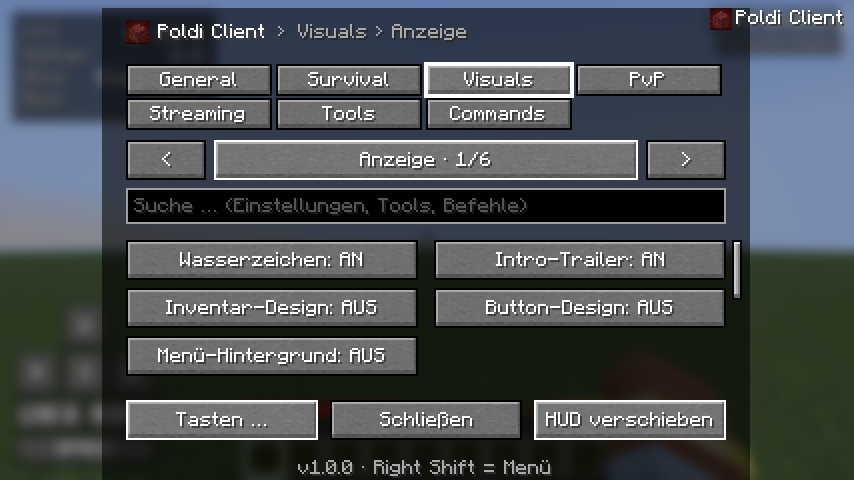 Poldi Client > Visuals > Anzeige
Poldi Client
General Survival Visuals PvP
Streaming Tools Commands
< Anzeige · 1/6 >
Suche ... (Einstellungen, Tools, Befehle)
Wasserzeichen: AN Intro-Trailer: AN
Inventar-Design: AUS Button-Design: AUS
Menü-Hintergrund: AUS
Tasten ... Schließen HUD verschieben
v1.0.0 · Right Shift = Menü